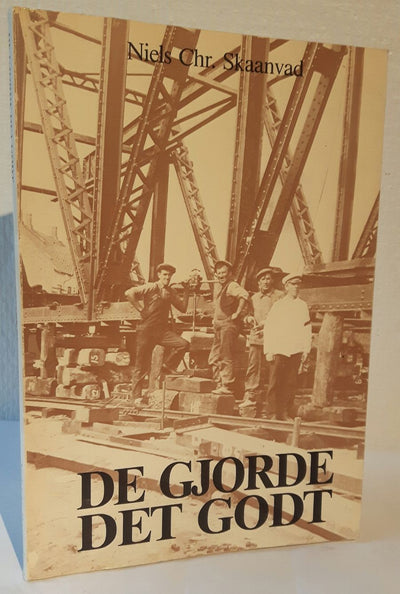 Niels Chr. Skaanvad
DE GJORDE
DET GODT